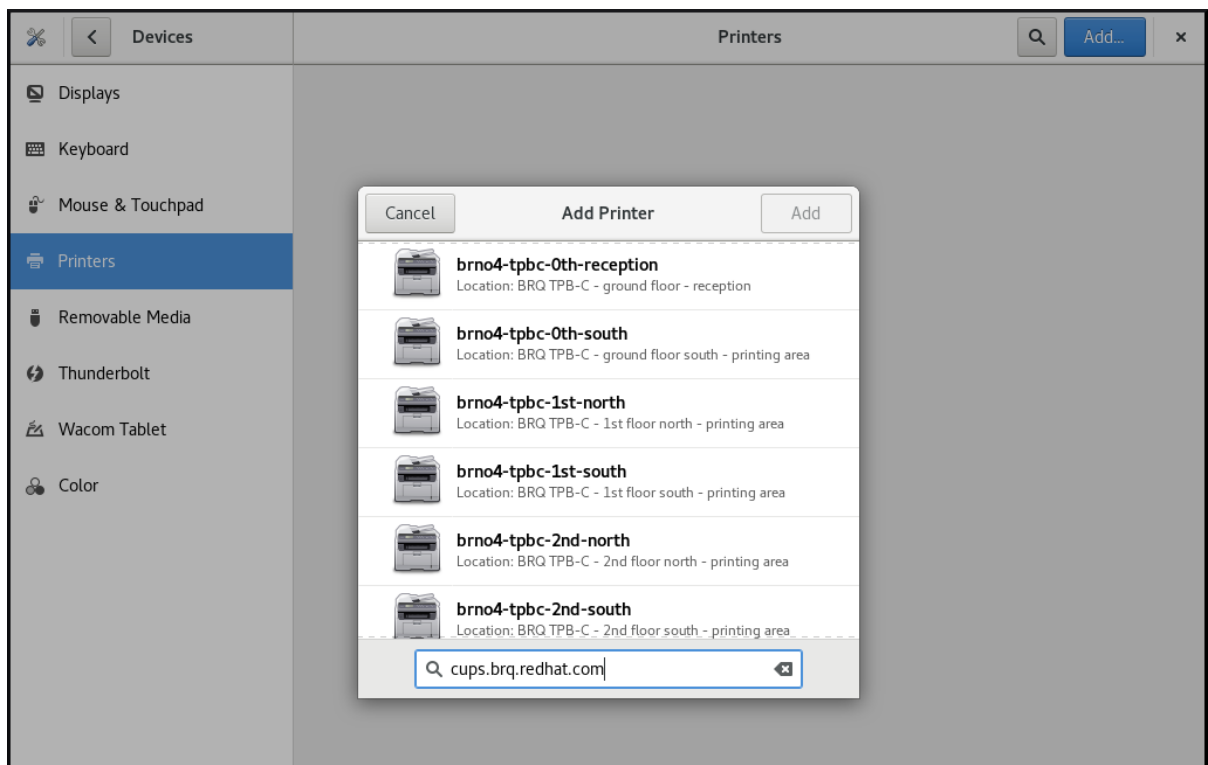 Devices
Printers
Add...
Displays
Keyboard
Mouse & Touchpad
Printers
Removable Media
Thunderbolt
Wacom Tablet
Color
Cancel
Add Printer
Add
brno4-tpbc-0th-reception
Location: BRQ TPB-C - ground floor - reception
brno4-tpbc-0th-south
Location: BRQ TPB-C - ground floor south - printing area
brno4-tpbc-1st-north
Location: BRQ TPB-C - 1st floor north - printing area
brno4-tpbc-1st-south
Location: BRQ TPB-C - 1st floor south - printing area
brno4-tpbc-2nd-north
Location: BRQ TPB-C - 2nd floor north - printing area
brno4-tpbc-2nd-south
Location: BRQ TPB-C - 2nd floor south - printing area
cups.brq.redhat.com